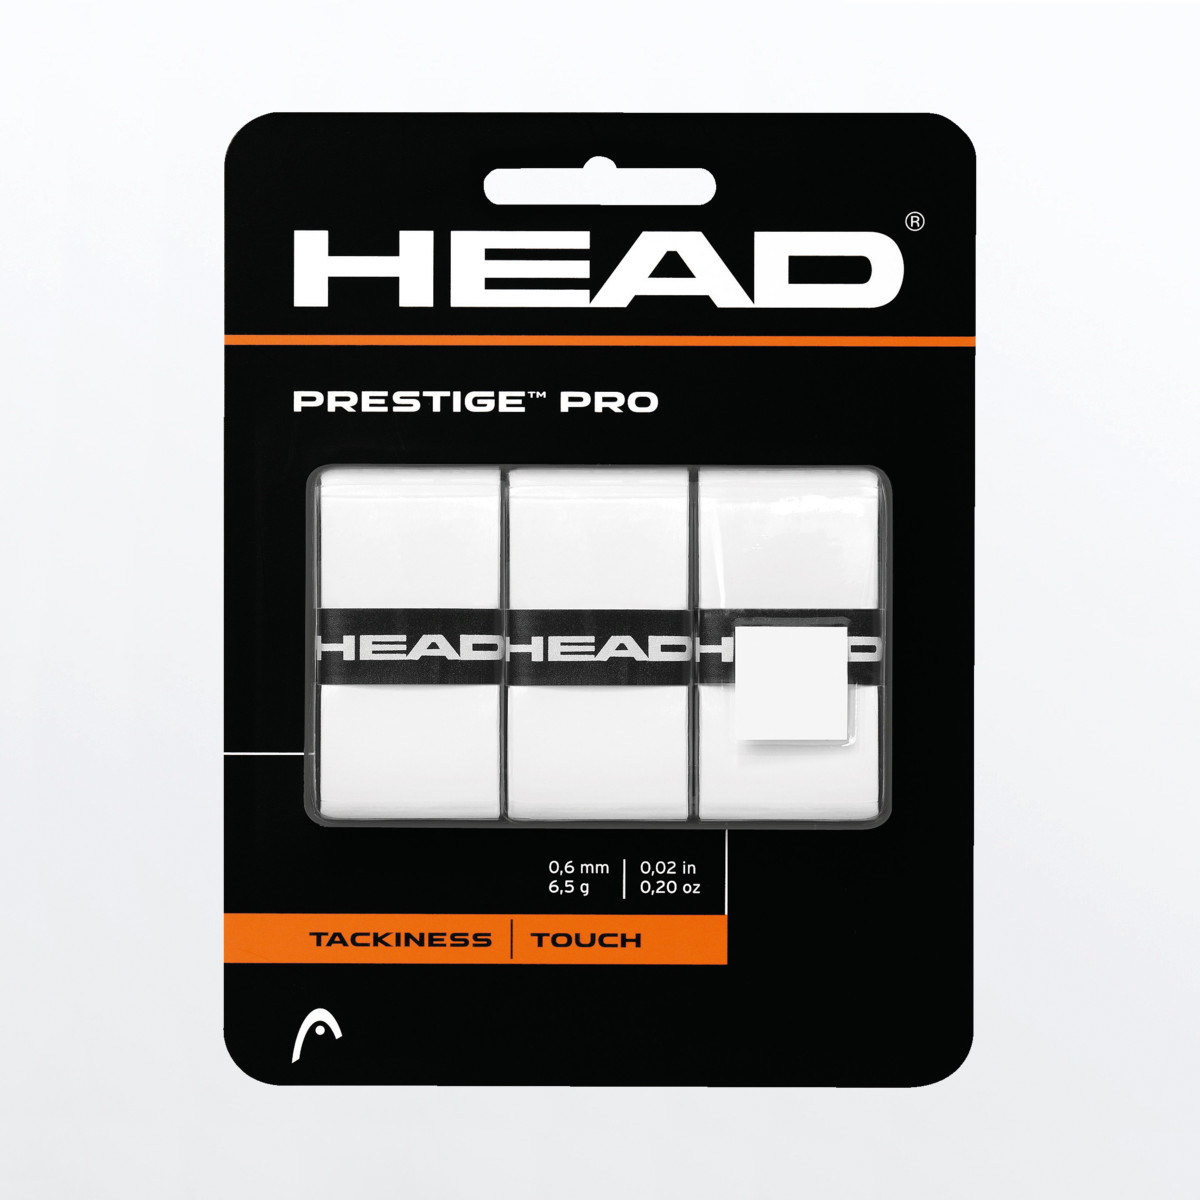 HEAD®
PRESTIGE™ PRO
HEAD HEAD H D
0,6 mm | 0,02 in
6,5 g | 0,20 oz
TACKINESS | TOUCH